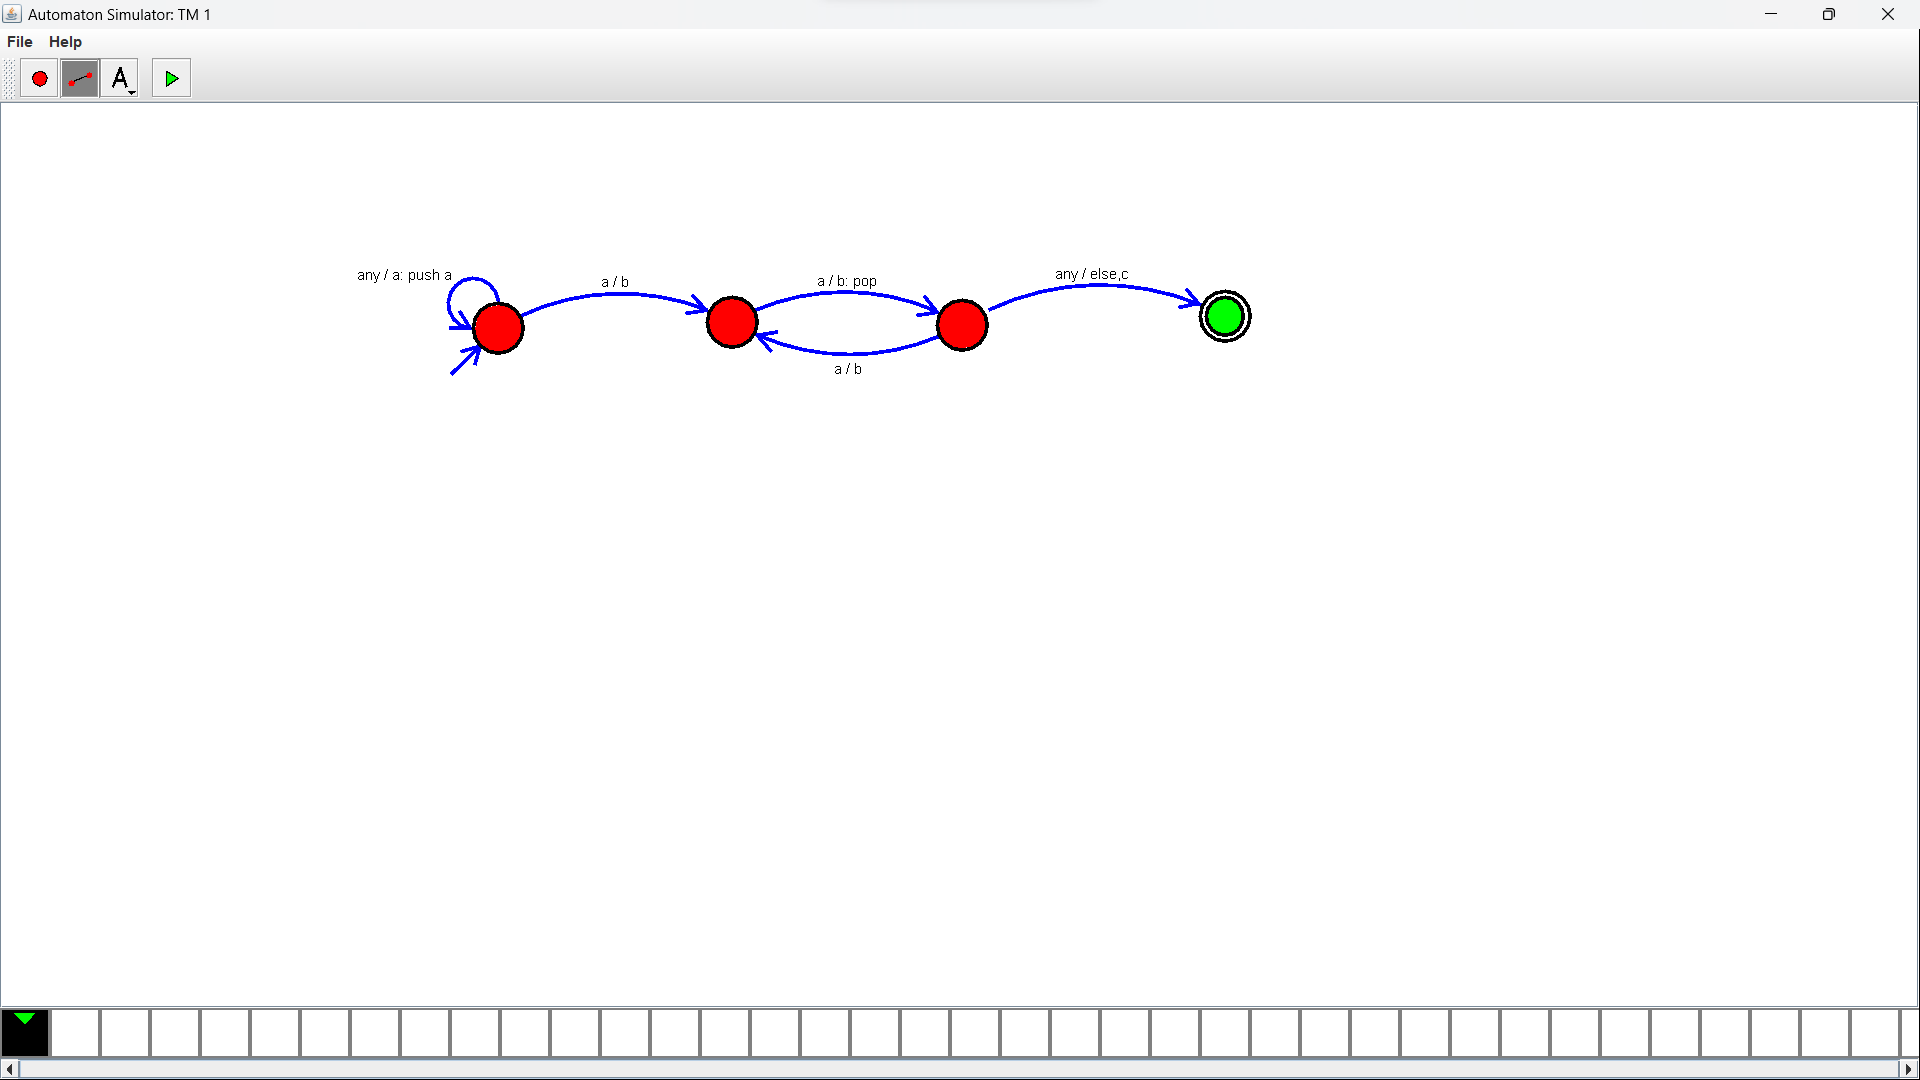 Automaton Simulator: TM 1
File Help
A
any / a: push a
a / b
a / b: pop
any / else,c
a / b